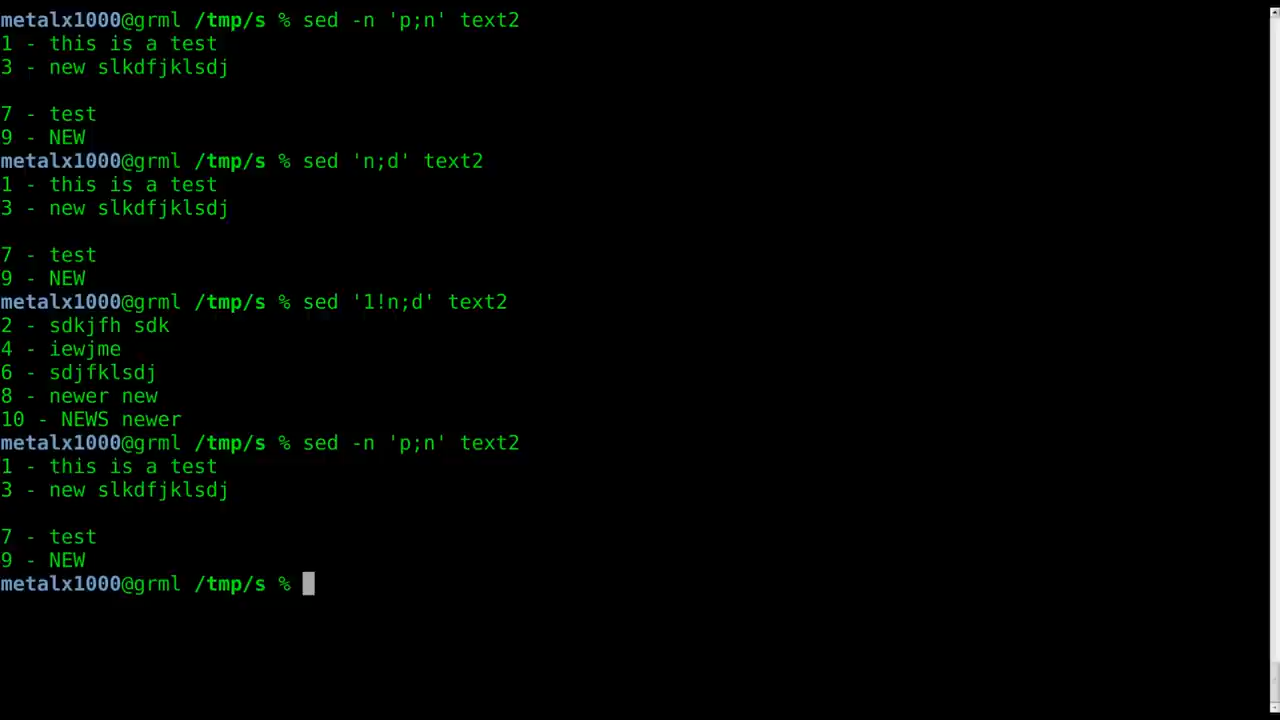 metalx1000@grml /tmp/s % sed -n 'p;n' text2
1 - this is a test
3 - new slkdfjklsdj

7 - test
9 - NEW
metalx1000@grml /tmp/s % sed 'n;d' text2
1 - this is a test
3 - new slkdfjklsdj

7 - test
9 - NEW
metalx1000@grml /tmp/s % sed '1!n;d' text2
2 - sdkjfh sdk
4 - iewjme
6 - sdjfklsdj
8 - newer new
10 - NEWS newer
metalx1000@grml /tmp/s % sed -n 'p;n' text2
1 - this is a test
3 - new slkdfjklsdj

7 - test
9 - NEW
metalx1000@grml /tmp/s %